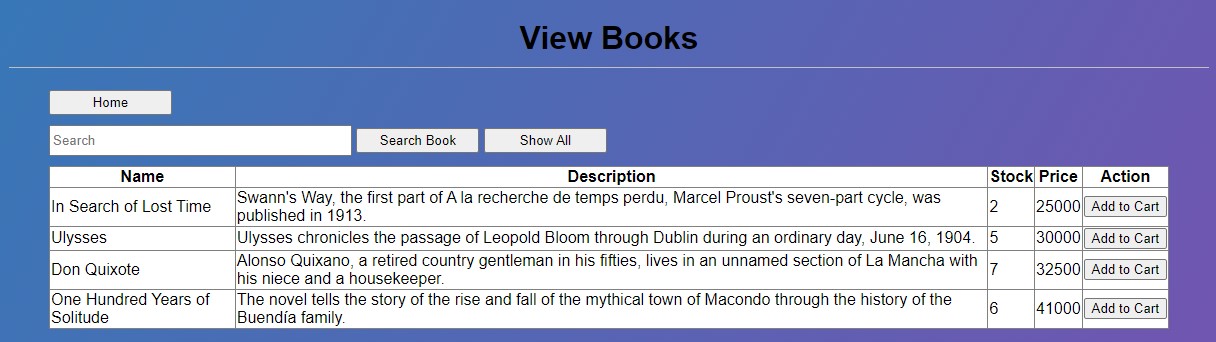 View Books
Home
Search Search Book Show All
Name Description Stock Price Action
In Search of Lost Time Swann's Way, the first part of A la recherche de temps perdu, Marcel Proust's seven-part cycle, was published in 1913. 2 25000 Add to Cart
Ulysses Ulysses chronicles the passage of Leopold Bloom through Dublin during an ordinary day, June 16, 1904. 5 30000 Add to Cart
Don Quixote Alonso Quixano, a retired country gentleman in his fifties, lives in an unnamed section of La Mancha with his niece and a housekeeper. 7 32500 Add to Cart
One Hundred Years of Solitude The novel tells the story of the rise and fall of the mythical town of Macondo through the history of the Buendía family. 6 41000 Add to Cart